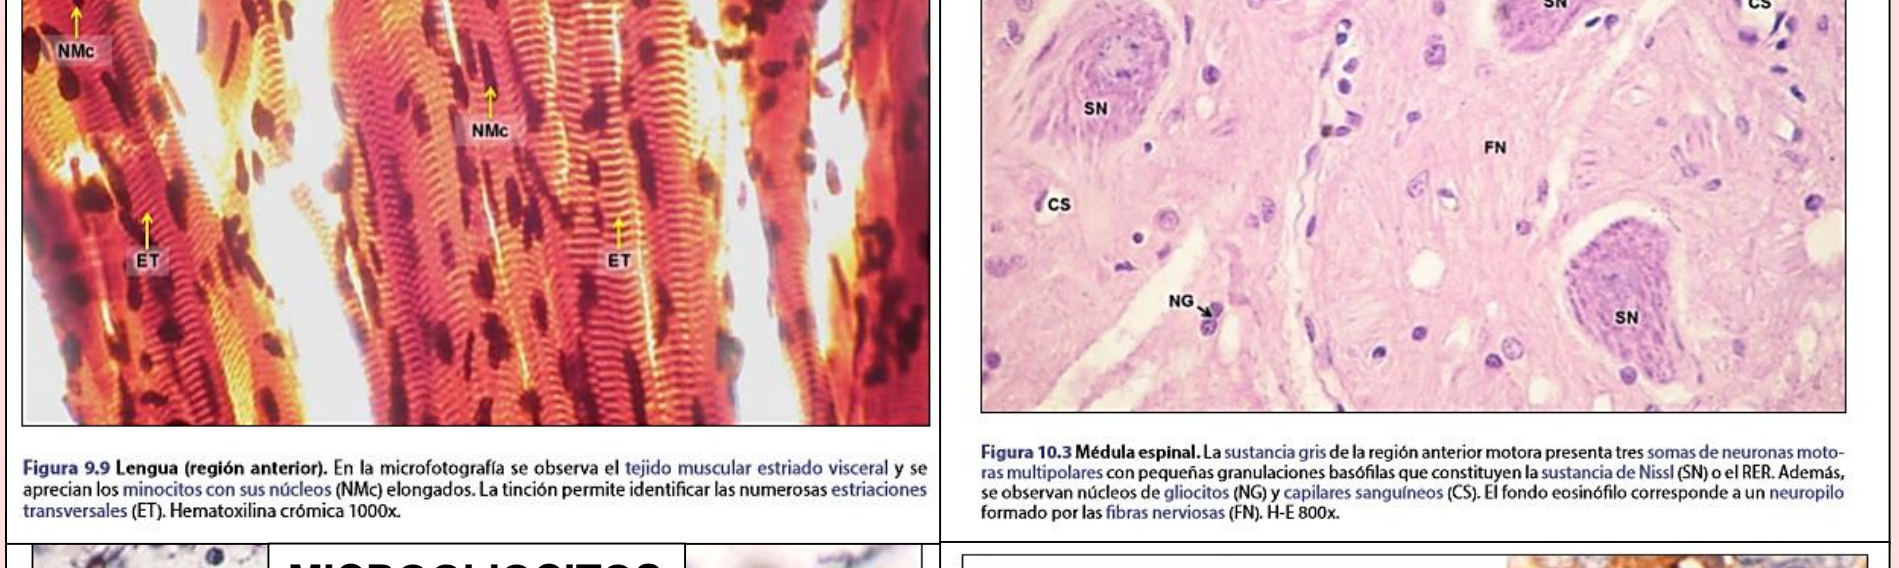 NMc
NMc
ET
ET
Figura 9.9 Lengua (región anterior). En la microfotografía se observa el tejido muscular estriado visceral y se
aprecian los minocitos con sus núcleos (NMc) elongados. La tinción permite identificar las numerosas estriaciones
transversales (ET). Hematoxilina crómica 1000x.
SN
CS
SN
FN
CS
NG
SN
Figura 10.3 Médula espinal. La sustancia gris de la región anterior motora presenta tres somas de neuronas moto-
ras multipolares con pequeñas granulaciones basófilas que constituyen la sustancia de Nissl (SN) o el RER. Además,
se observan núcleos de gliocitos (NG) y capilares sanguíneos (CS). El fondo eosinófilo corresponde a un neuropilo
formado por las fibras nerviosas (FN). H-E 800x.
MICROGLIOCITOS